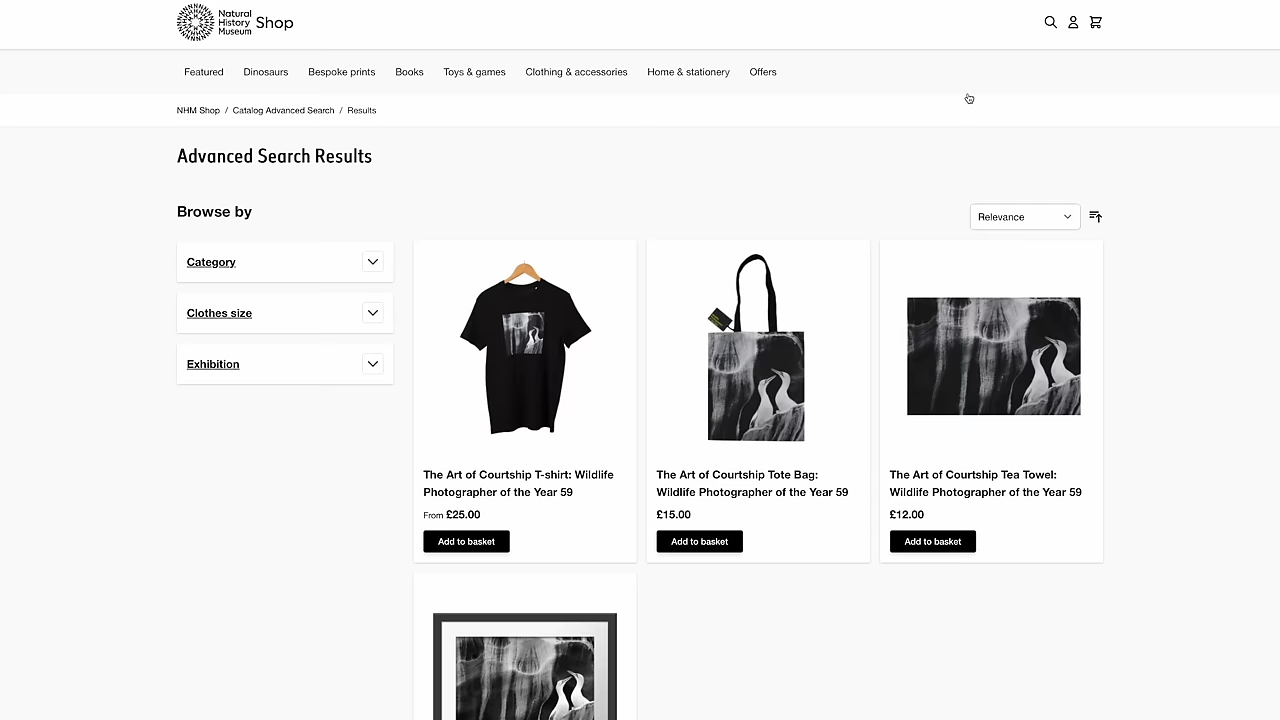 Natural
History
Museum
Shop
Featured Dinosaurs Bespoke prints Books Toys & games Clothing & accessories Home & stationery Offers
NHM Shop / Catalog Advanced Search / Results
Advanced Search Results
Browse by
Relevance
Category
Clothes size
Exhibition
The Art of Courtship T-shirt: Wildlife
Photographer of the Year 59
From £25.00
Add to basket
The Art of Courtship Tote Bag:
Wildlife Photographer of the Year 59
£15.00
Add to basket
The Art of Courtship Tea Towel:
Wildlife Photographer of the Year 59
£12.00
Add to basket